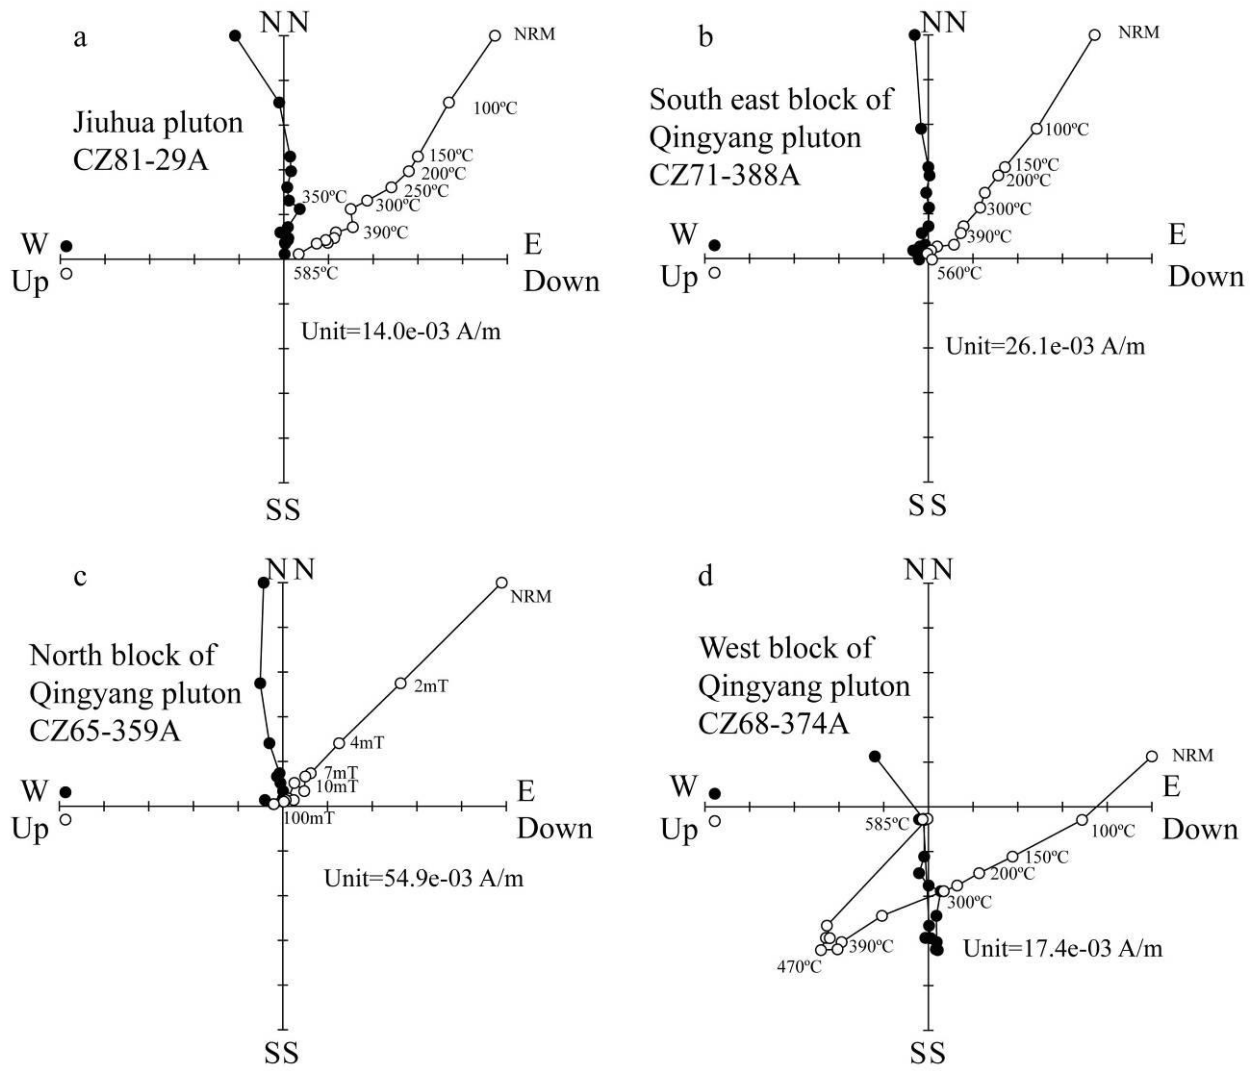 a
N N
NRM
Jiuhua pluton
CZ81-29A
100ºC
150ºC
200ºC
250ºC
350ºC
300ºC
390ºC
W
E
Up
585ºC
Down
Unit=14.0e-03 A/m
S S
b
N N
NRM
South east block of
Qingyang pluton
CZ71-388A
100ºC
150ºC
200ºC
300ºC
390ºC
W
E
Up
560ºC
Down
Unit=26.1e-03 A/m
S S
c
N N
NRM
North block of
Qingyang pluton
CZ65-359A
2mT
4mT
7mT
10mT
W
E
Up
100mT
Down
Unit=54.9e-03 A/m
S S
d
N N
West block of
Qingyang pluton
CZ68-374A
NRM
W
E
Up
585ºC
100ºC
Down
150ºC
200ºC
300ºC
390ºC
470ºC
Unit=17.4e-03 A/m
S S